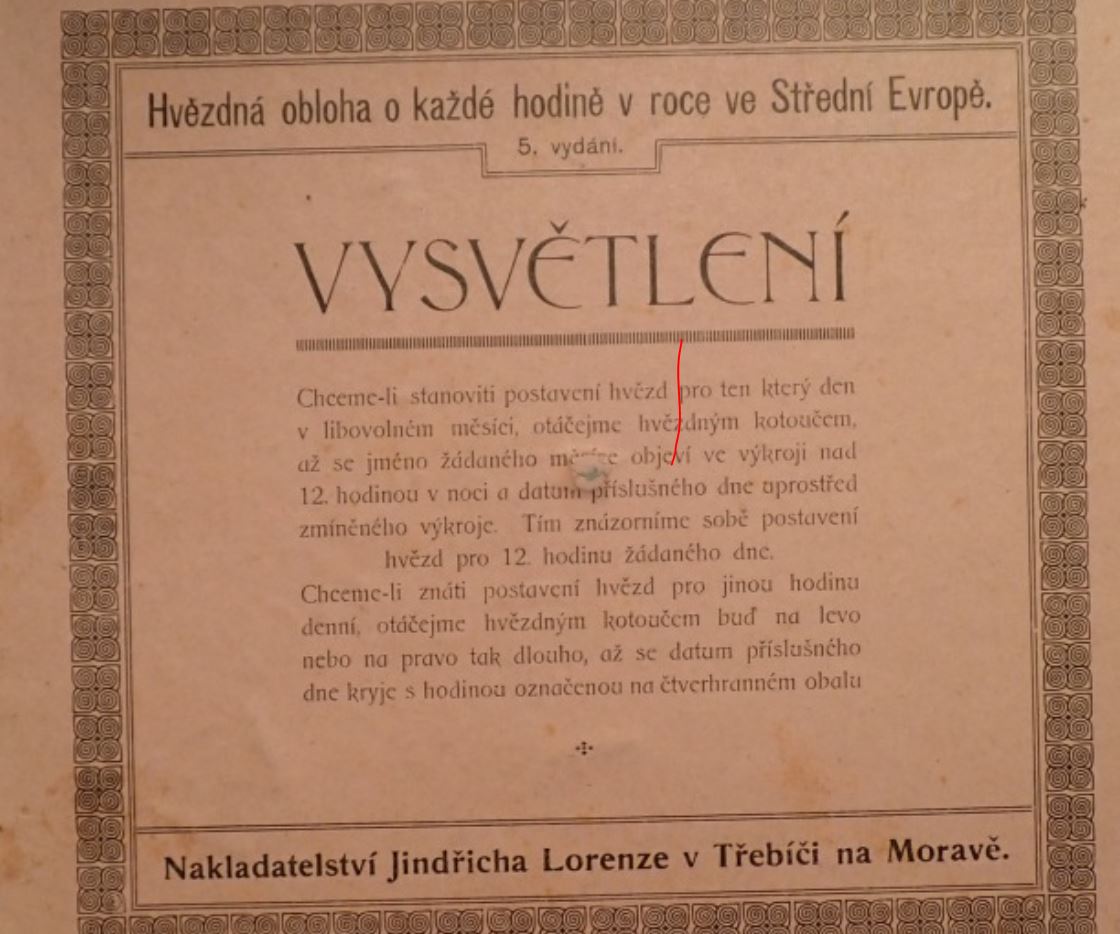 Hvězdná obloha o každé hodině v roce ve Střední Evropě.
5. vydání.
VYSVĚTLENÍ
Chceme-li stanoviti postavení hvězd pro ten který den
v libovolném měsíci, otáčejme hvězdným kotoučem,
až se jméno žádaného měsíce objeví ve výkroji nad
12. hodinou v noci a datum příslušného dne uprostřed
zmíněného výkroje. Tím znázorníme sobě postavení
hvězd pro 12. hodinu žádaného dne.
Chceme-li znáti postavení hvězd pro jinou hodinu
denní, otáčejme hvězdným kotoučem buď na levo
nebo na pravo tak dlouho, až se datum příslušného
dne kryje s hodinou označenou na čtverhranném obalu
Nakladatelství Jindřicha Lorenze v Třebíči na Moravě.